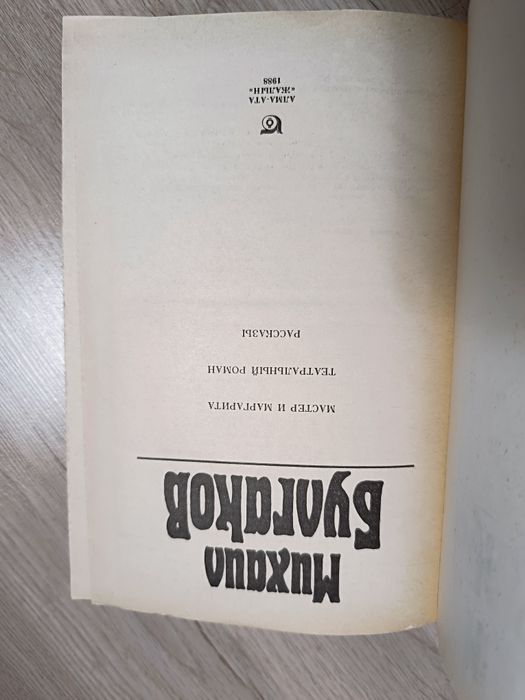 Михаил
Булгаков
МАСТЕР И МАРГАРИТА
ТЕАТРАЛЬНЫЙ РОМАН
РАССКАЗЫ
АЛМА-АТА
«ЖАЛЫН»
1988